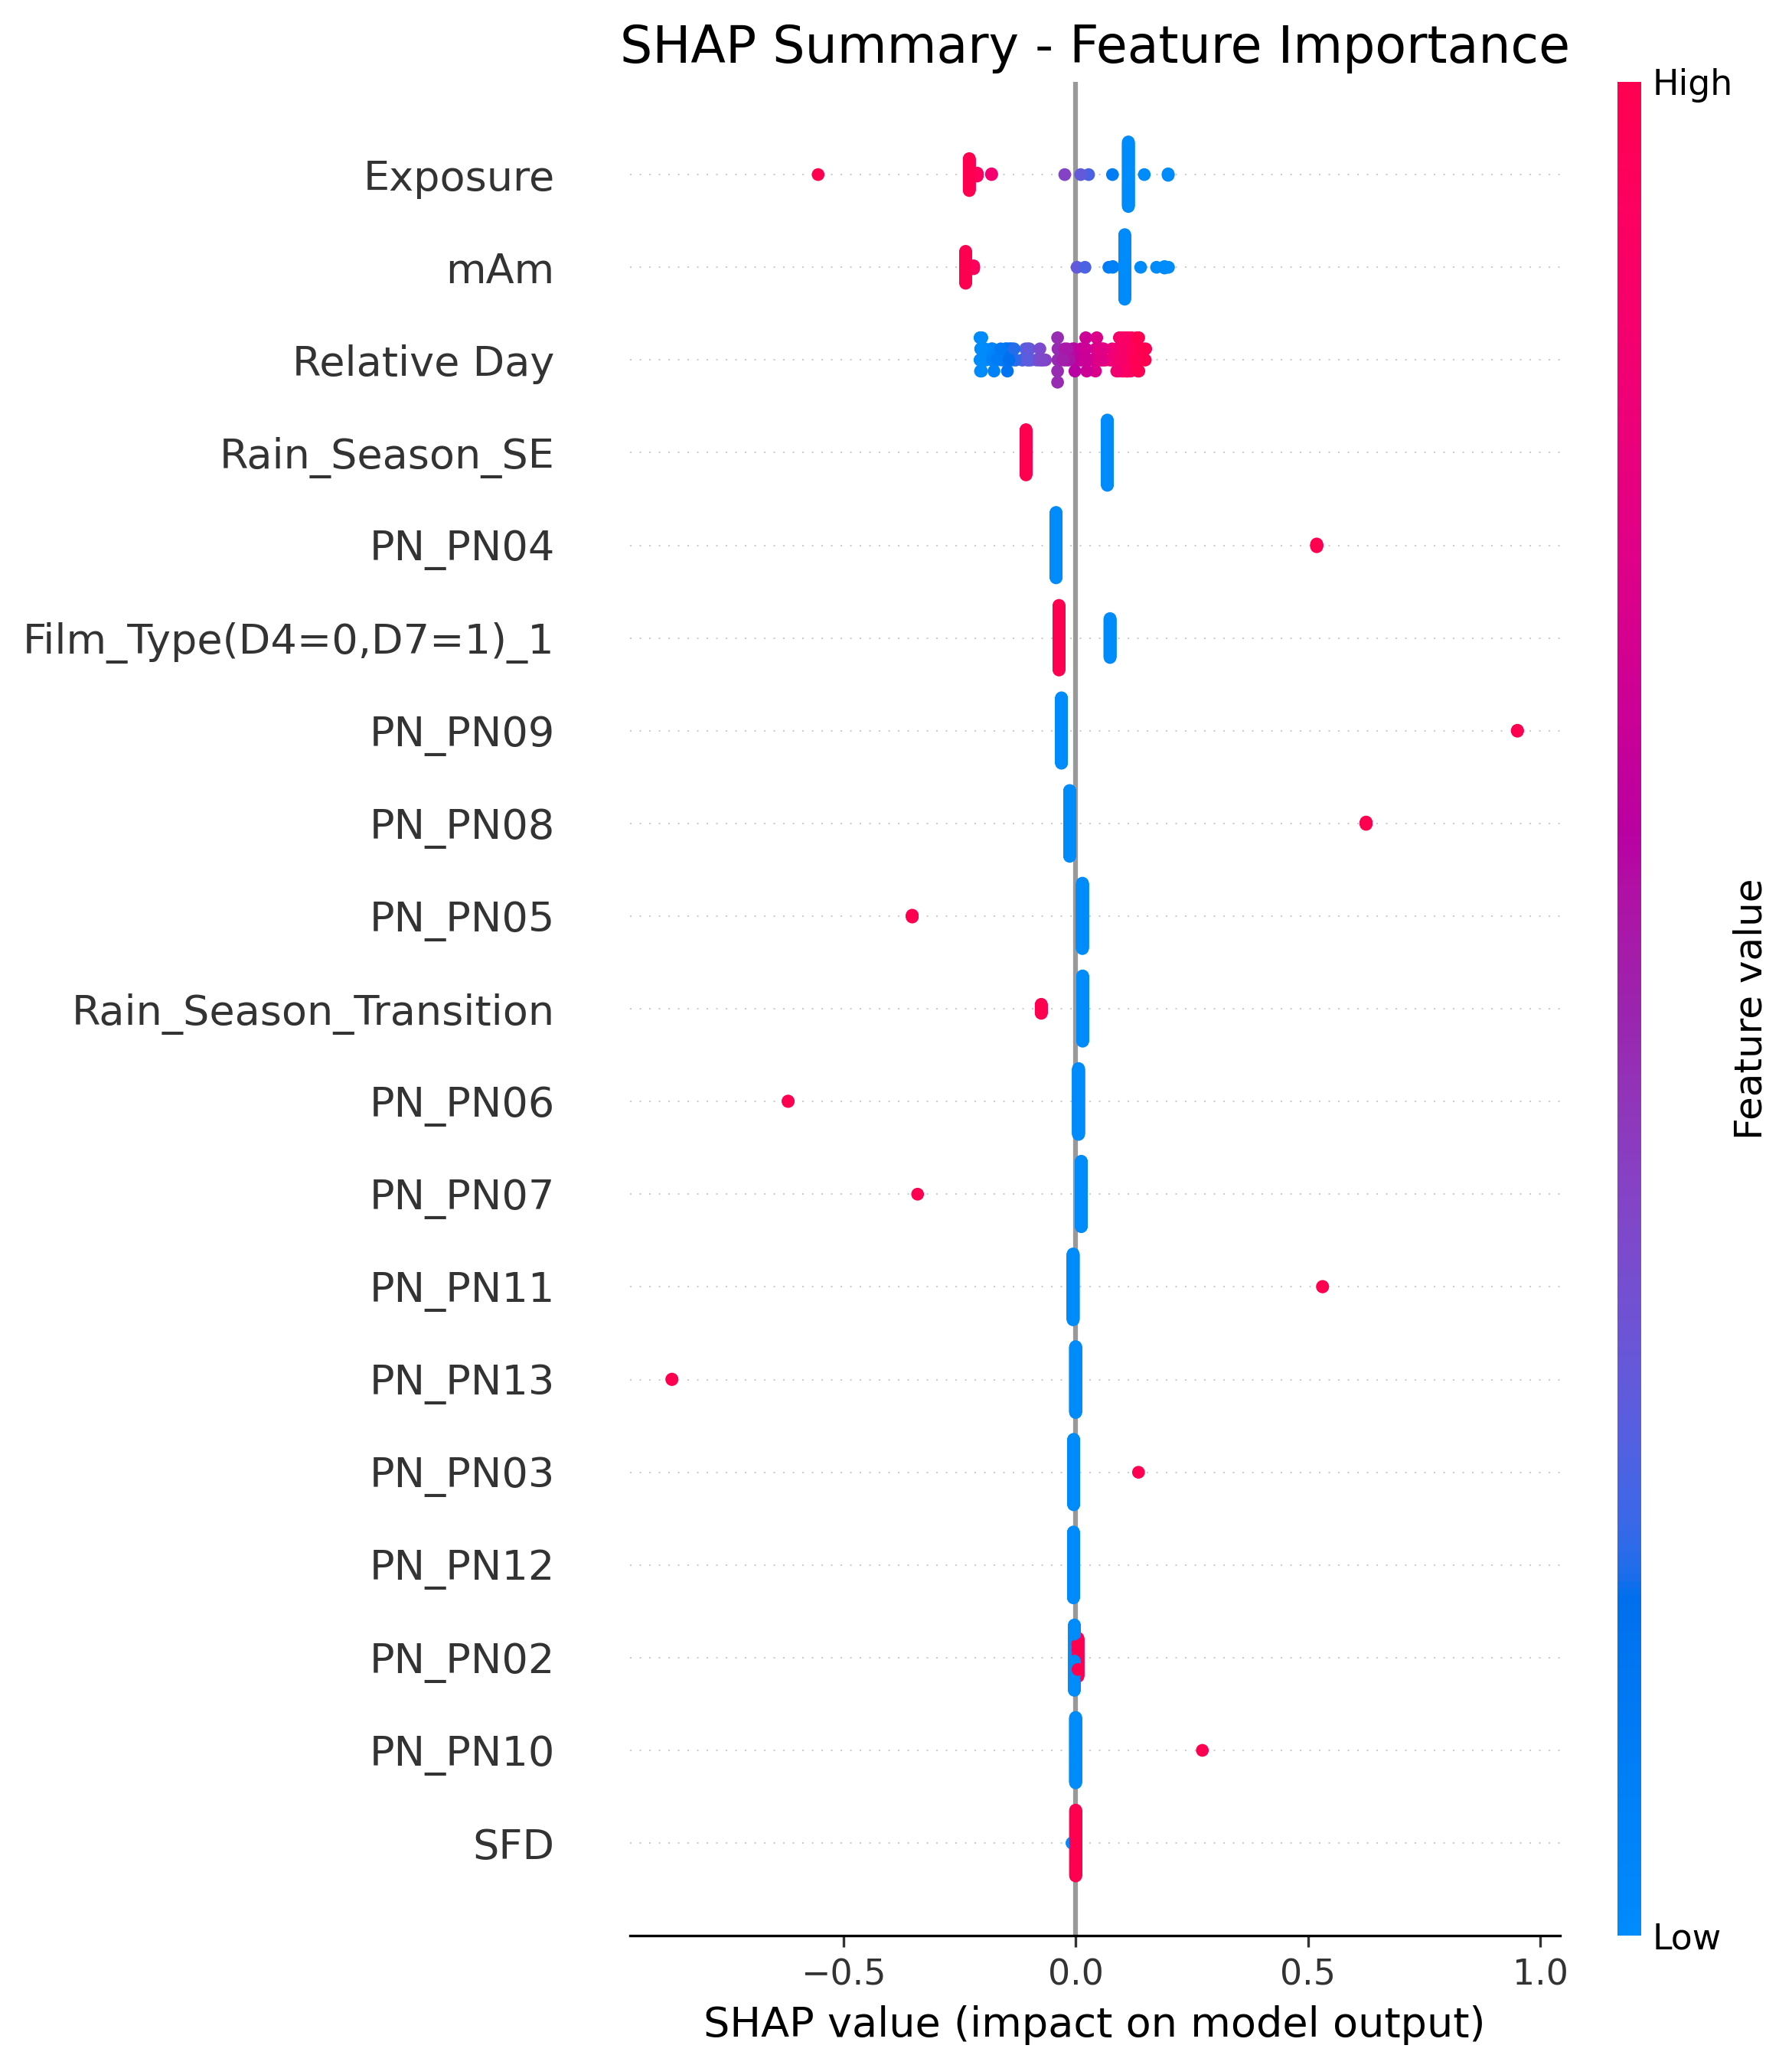 SHAP Summary - Feature Importance
High
Exposure
mAm
Relative Day
Rain_Season_SE
PN_PN04
Film_Type(D4=0,D7=1)_1
PN_PN09
PN_PN08
PN_PN05
Rain_Season_Transition
PN_PN06
PN_PN07
PN_PN11
PN_PN13
PN_PN03
PN_PN12
PN_PN02
PN_PN10
SFD
Feature value
Low
−0.5 0.0 0.5 1.0
SHAP value (impact on model output)